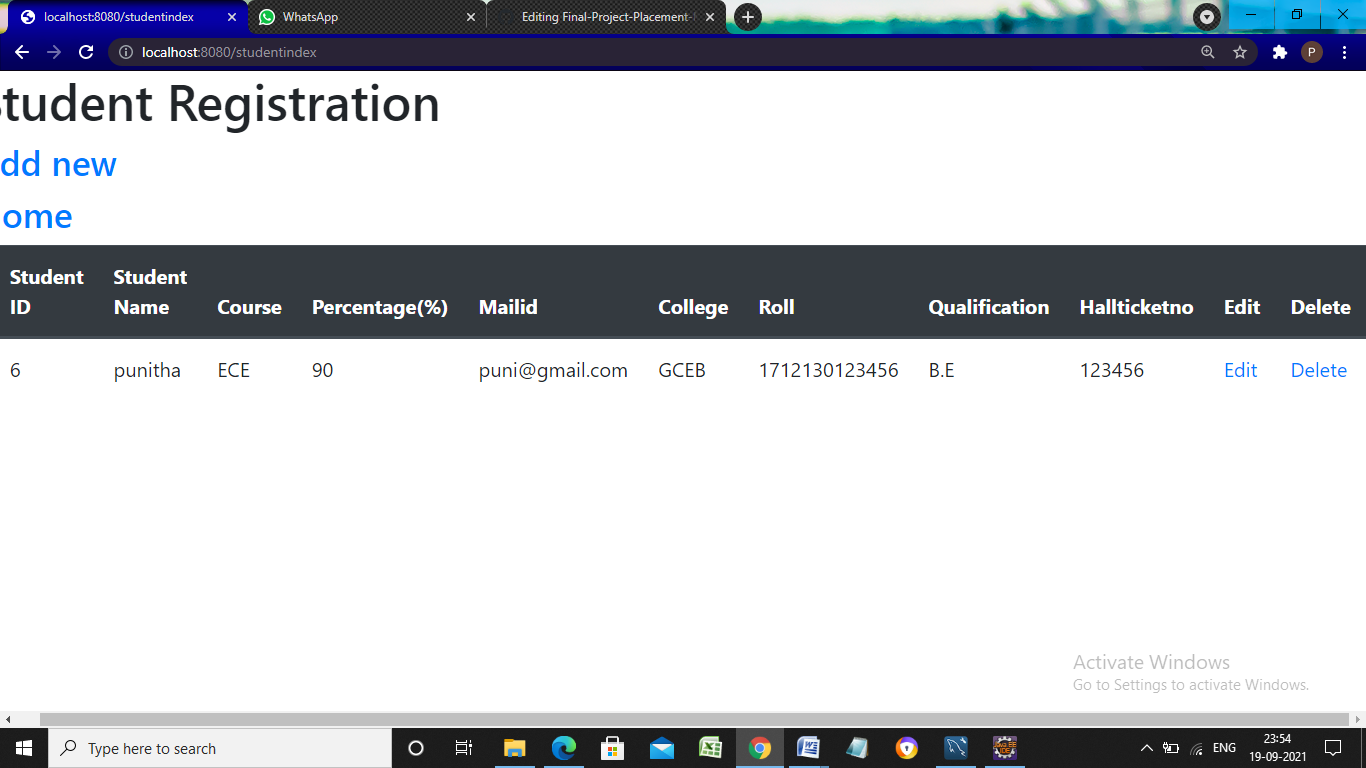 localhost:8080/studentindex
WhatsApp
Editing Final-Project-Placement-
localhost:8080/studentindex
P
tudent Registration
dd new
ome
Student ID Student Name Course Percentage(%) Mailid College Roll Qualification Hallticketno Edit Delete
6 punitha ECE 90 puni@gmail.com GCEB 1712130123456 B.E 123456 Edit Delete
Activate Windows
Go to Settings to activate Windows.
Type here to search
ENG
23:54
19-09-2021